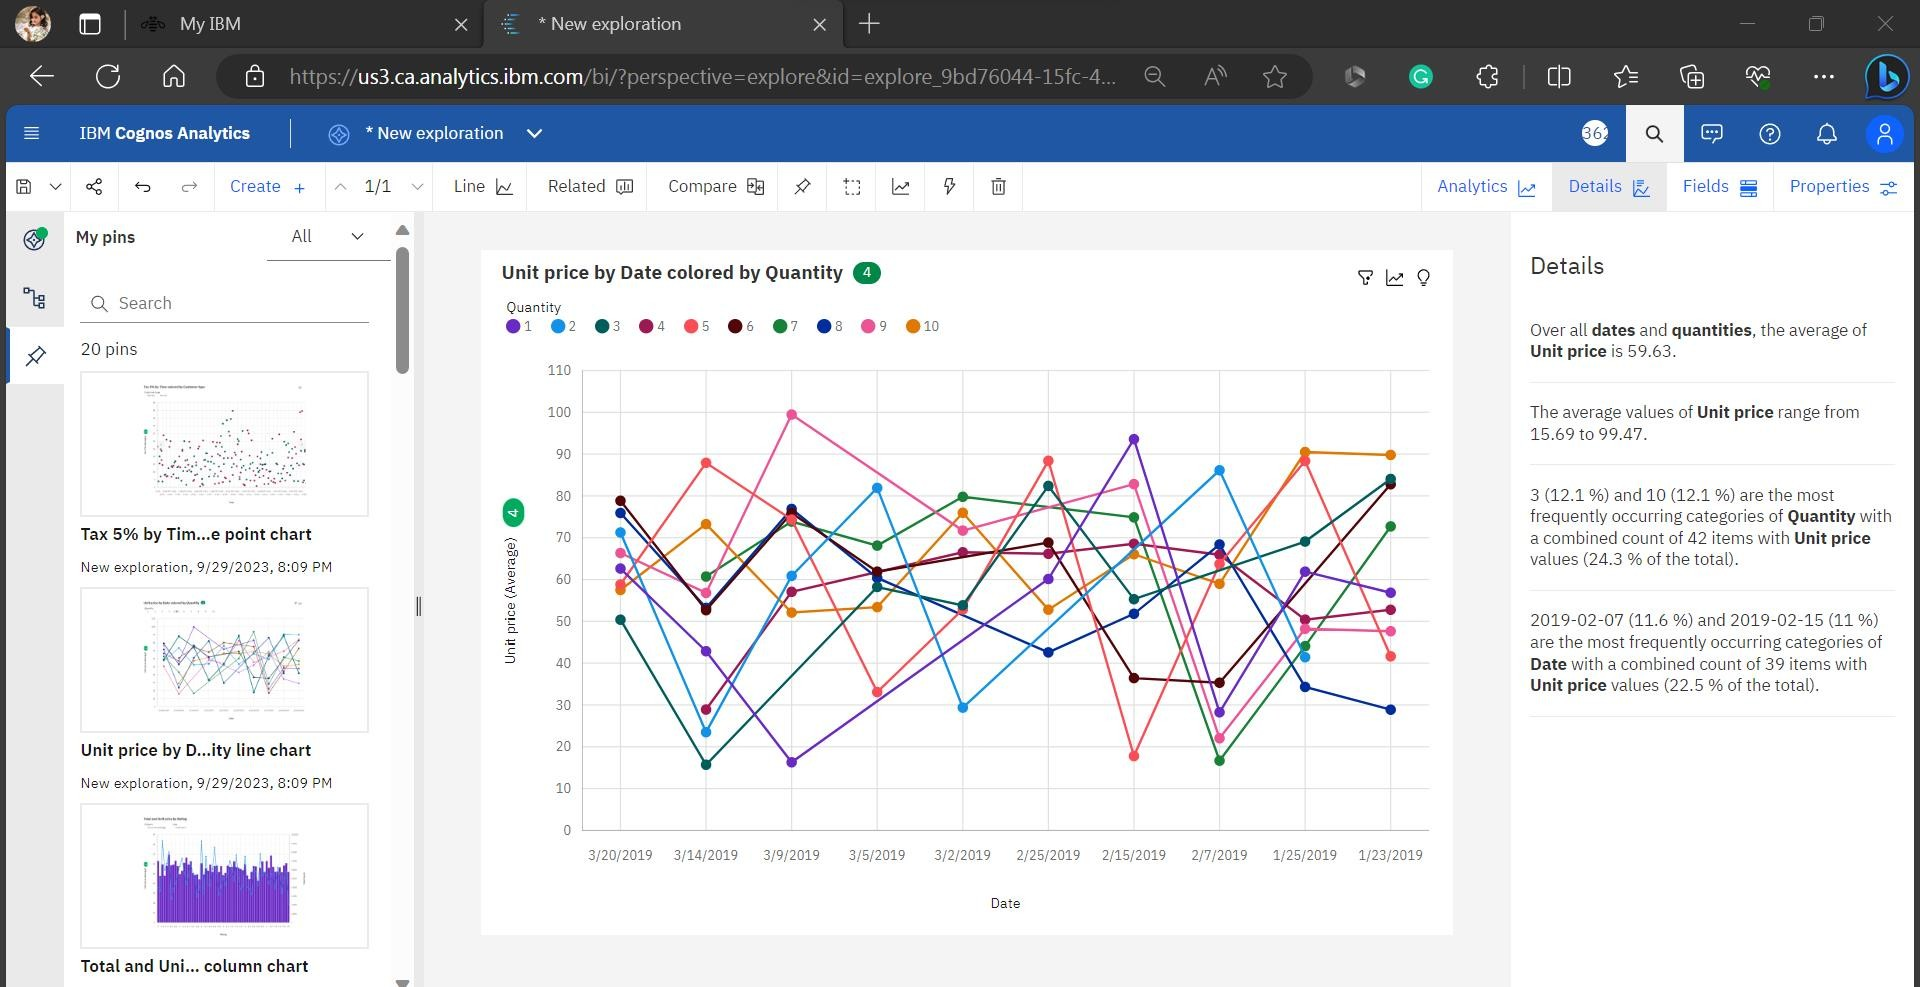 My IBM
* New exploration
https://us3.ca.analytics.ibm.com/bi/?perspective=explore&id=explore_9bd76044-15fc-4...
IBM Cognos Analytics
* New exploration
362
Create +
1/1
Line
Related
Compare
Analytics
Details
Fields
Properties
My pins
All
Search
20 pins
Tax 5% by Tim...e point chart
New exploration, 9/29/2023, 8:09 PM
Unit price by D...ity line chart
New exploration, 9/29/2023, 8:09 PM
Total and Uni... column chart
Unit price by Date colored by Quantity 4
Quantity
1 2 3 4 5 6 7 8 9 10
4
Unit price (Average)
110
100
90
80
70
60
50
40
30
20
10
0
3/20/2019 3/14/2019 3/9/2019 3/5/2019 3/2/2019 2/25/2019 2/15/2019 2/7/2019 1/25/2019 1/23/2019
Date
Details
Over all dates and quantities, the average of
Unit price is 59.63.
The average values of Unit price range from
15.69 to 99.47.
3 (12.1 %) and 10 (12.1 %) are the most
frequently occurring categories of Quantity with
a combined count of 42 items with Unit price
values (24.3 % of the total).
2019-02-07 (11.6 %) and 2019-02-15 (11 %)
are the most frequently occurring categories of
Date with a combined count of 39 items with
Unit price values (22.5 % of the total).